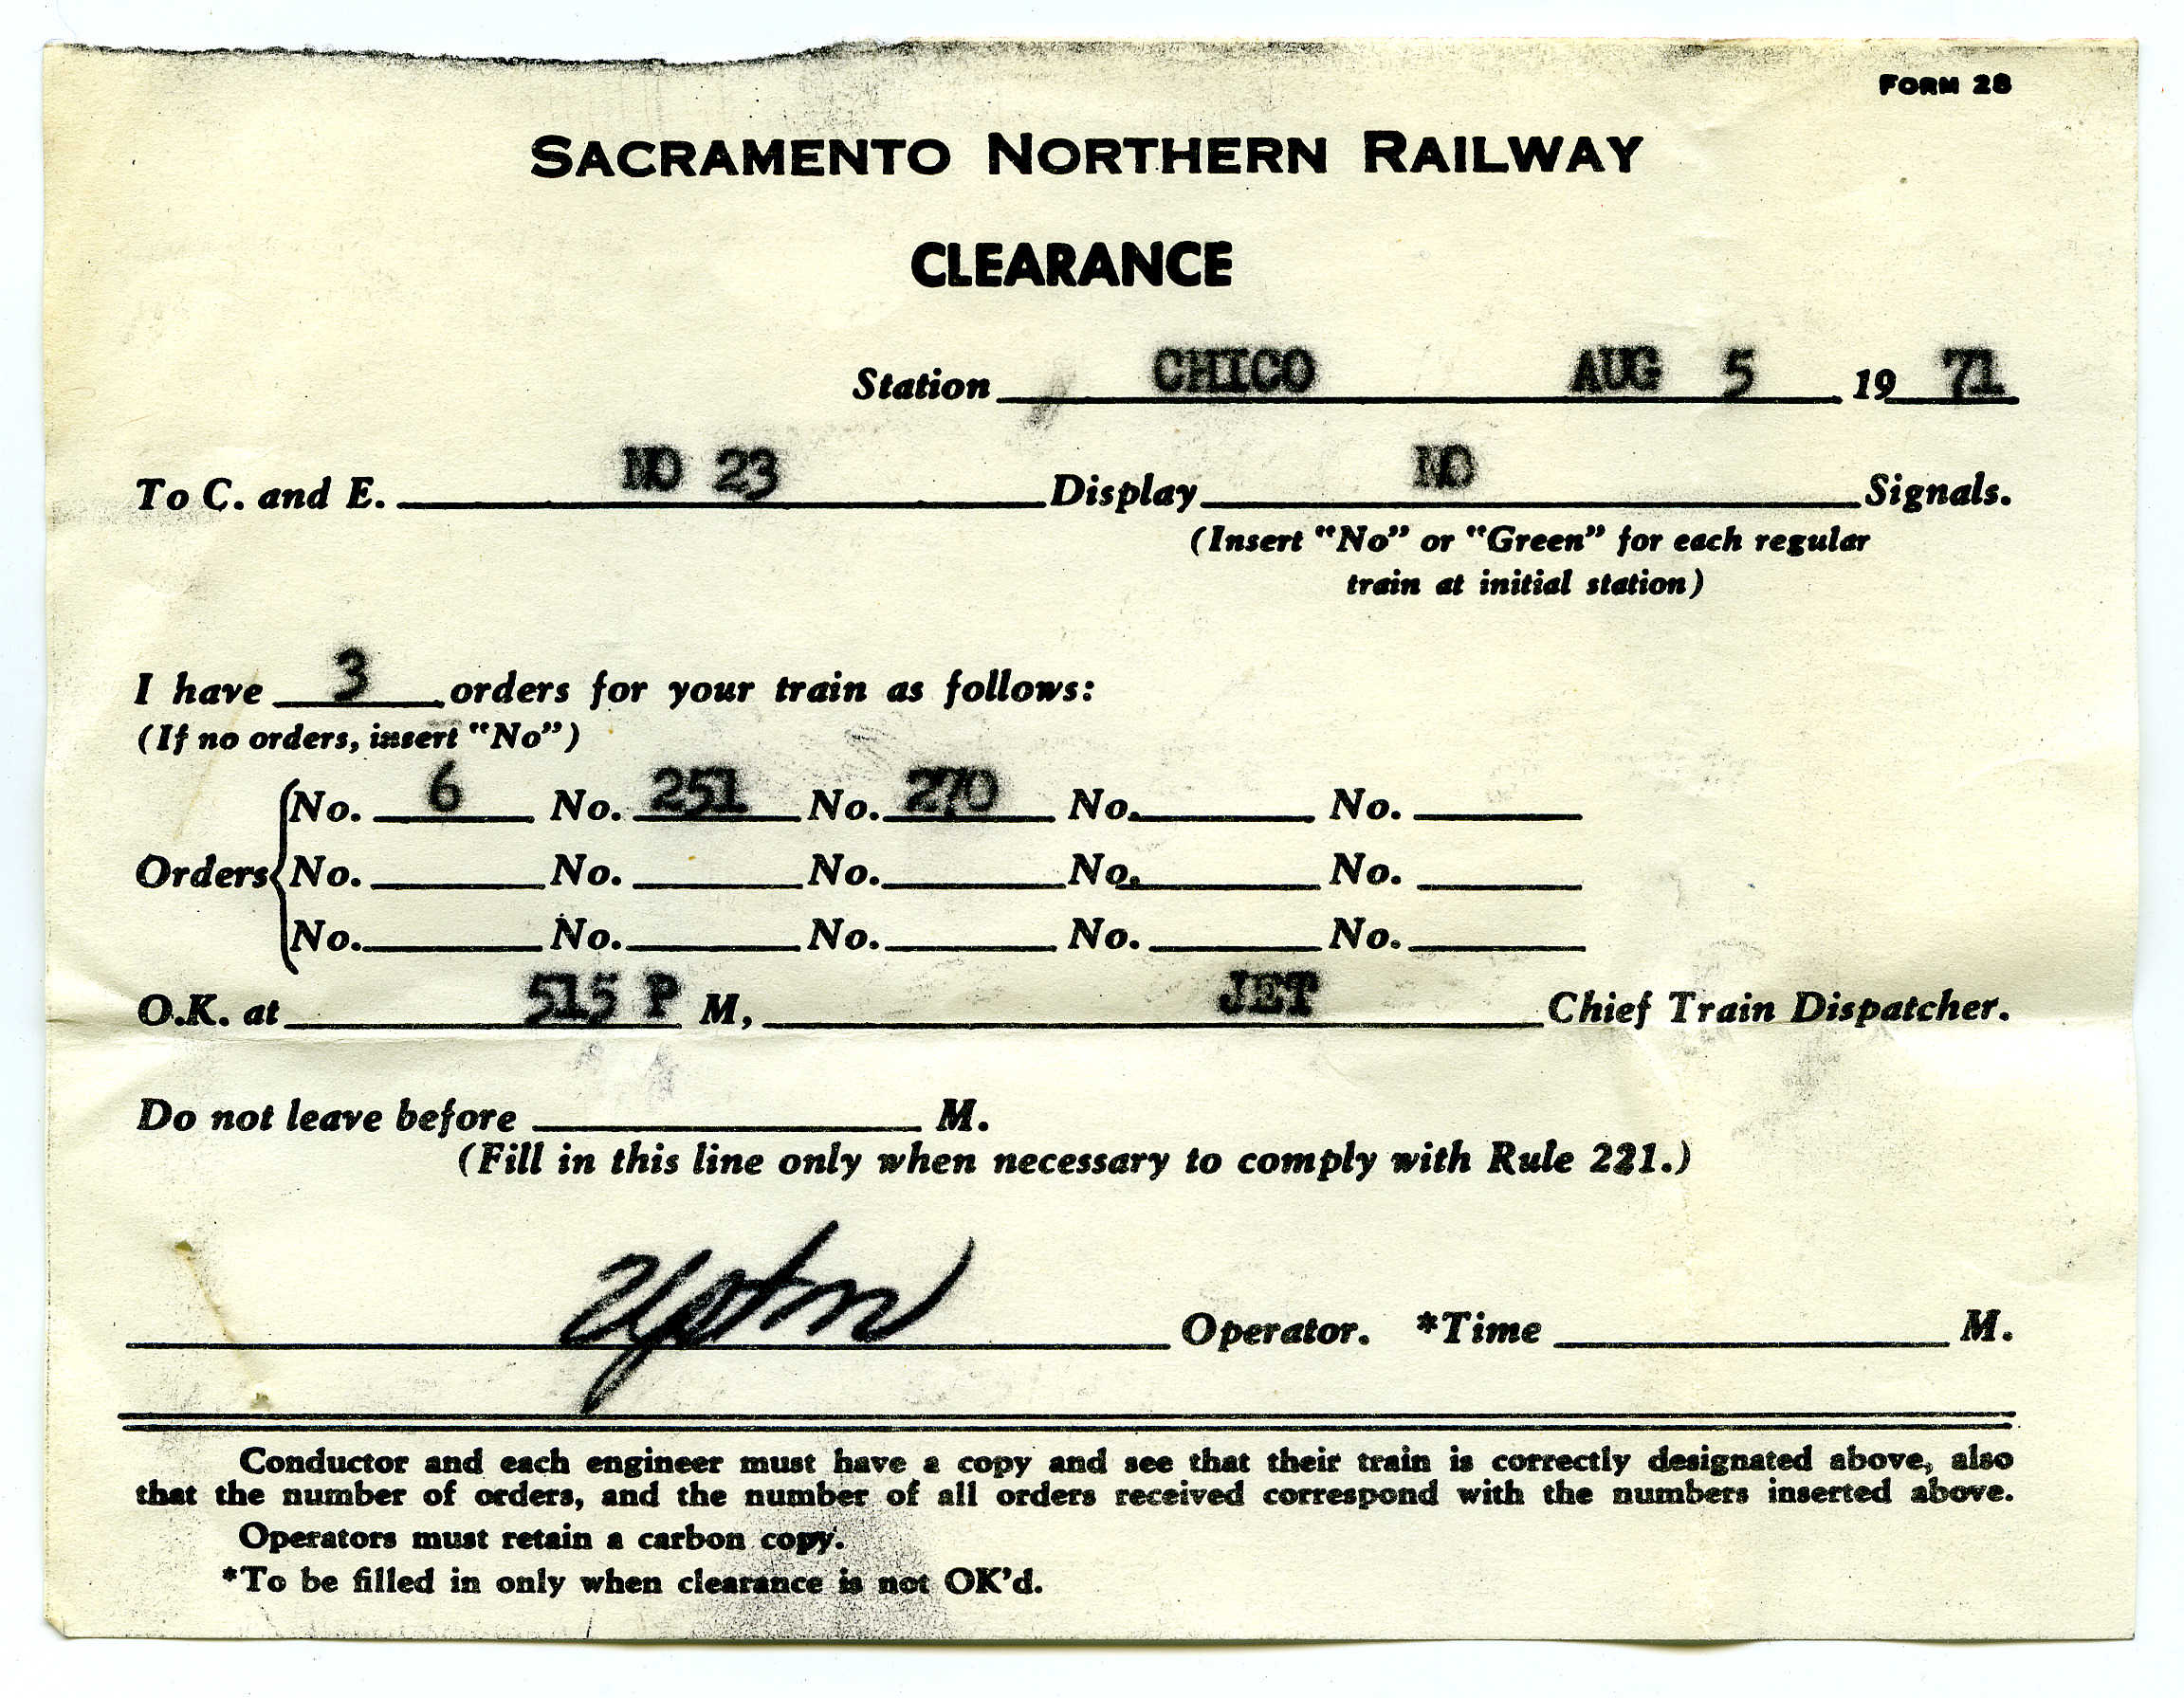 FORM 28
SACRAMENTO NORTHERN RAILWAY
CLEARANCE
Station CHICO AUG 5 19 71
To C. and E. NO 23 Display NO Signals.
(Insert "No" or "Green" for each regular
train at initial station)
I have 3 orders for your train as follows:
(If no orders, insert "No")
No. 6 No. 251 No. 270 No. No.
Orders No. No. No. No. No.
No. No. No. No. No.
O.K. at 515 P M, JET Chief Train Dispatcher.
Do not leave before M.
(Fill in this line only when necessary to comply with Rule 221.)
Upton Operator. *Time M.
Conductor and each engineer must have a copy and see that their train is correctly designated above, also
that the number of orders, and the number of all orders received correspond with the numbers inserted above.
Operators must retain a carbon copy.
*To be filled in only when clearance is not OK'd.